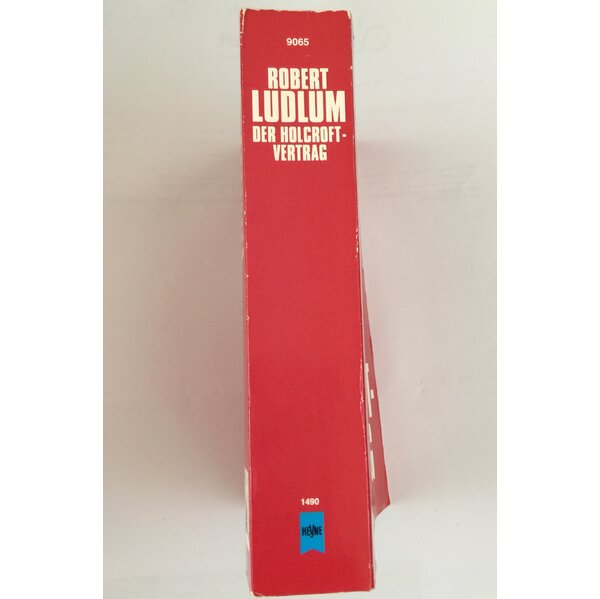 9065
ROBERT
LUDLUM
DER HOLCROFT-
VERTRAG
1490
HEYNE